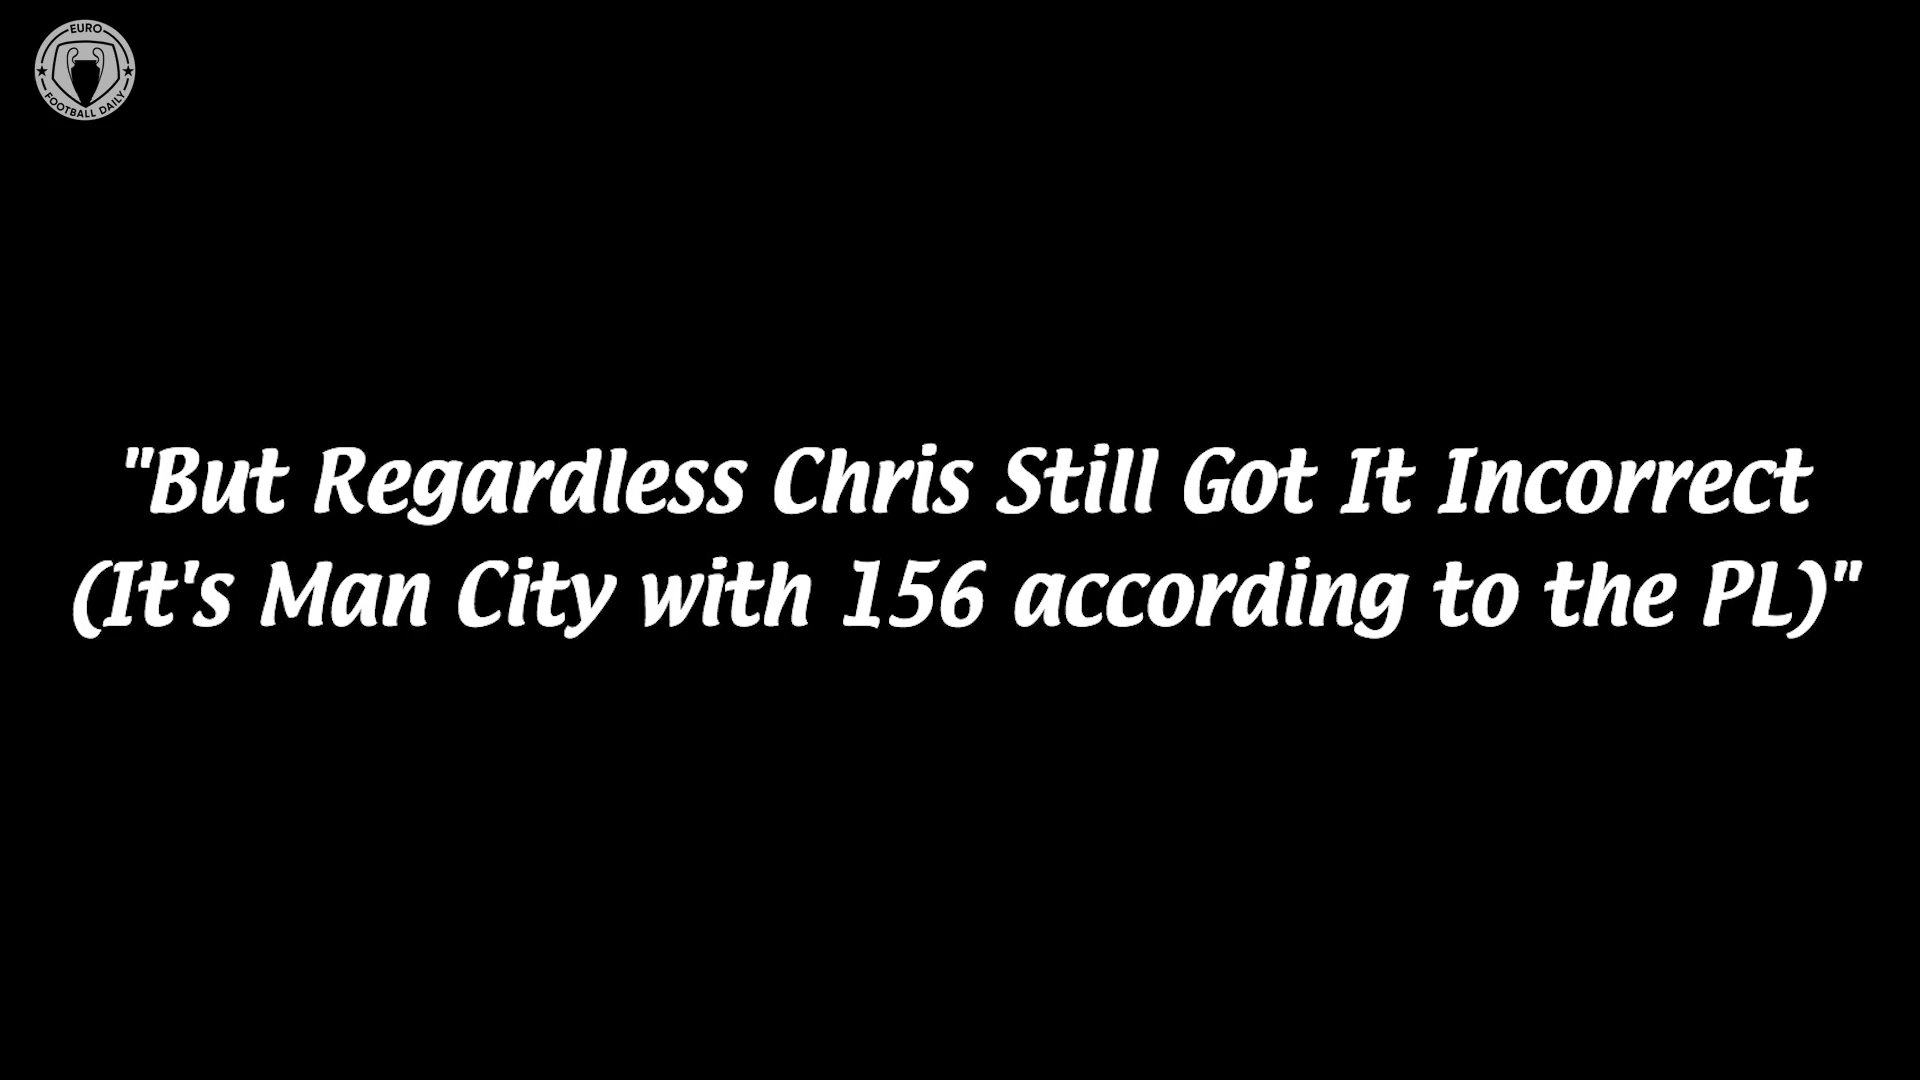 EURO
FOOTBALL DAILY
"But Regardless Chris Still Got It Incorrect
(It's Man City with 156 according to the PL)"